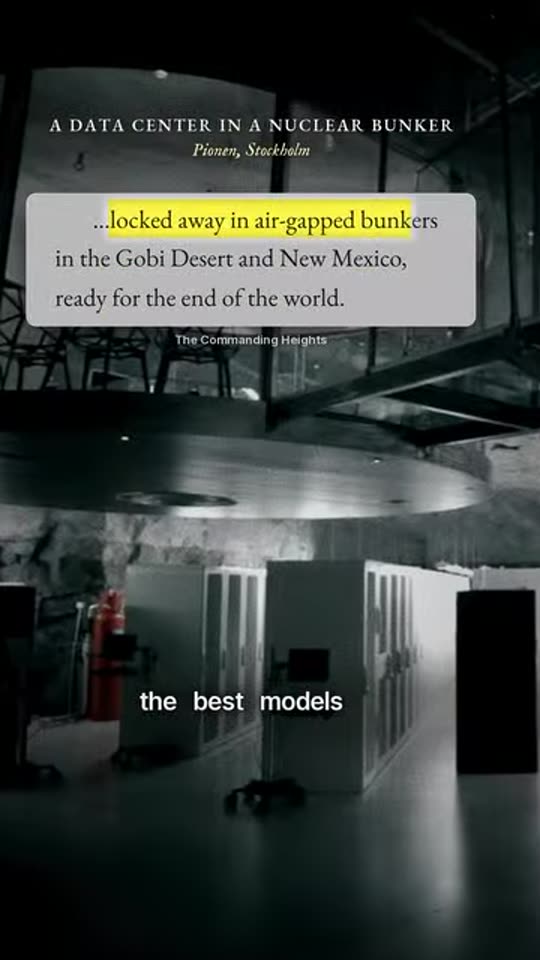 A DATA CENTER IN A NUCLEAR BUNKER
Pionen, Stockholm
...locked away in air-gapped bunkers
in the Gobi Desert and New Mexico,
ready for the end of the world.
The Commanding Heights
the best models